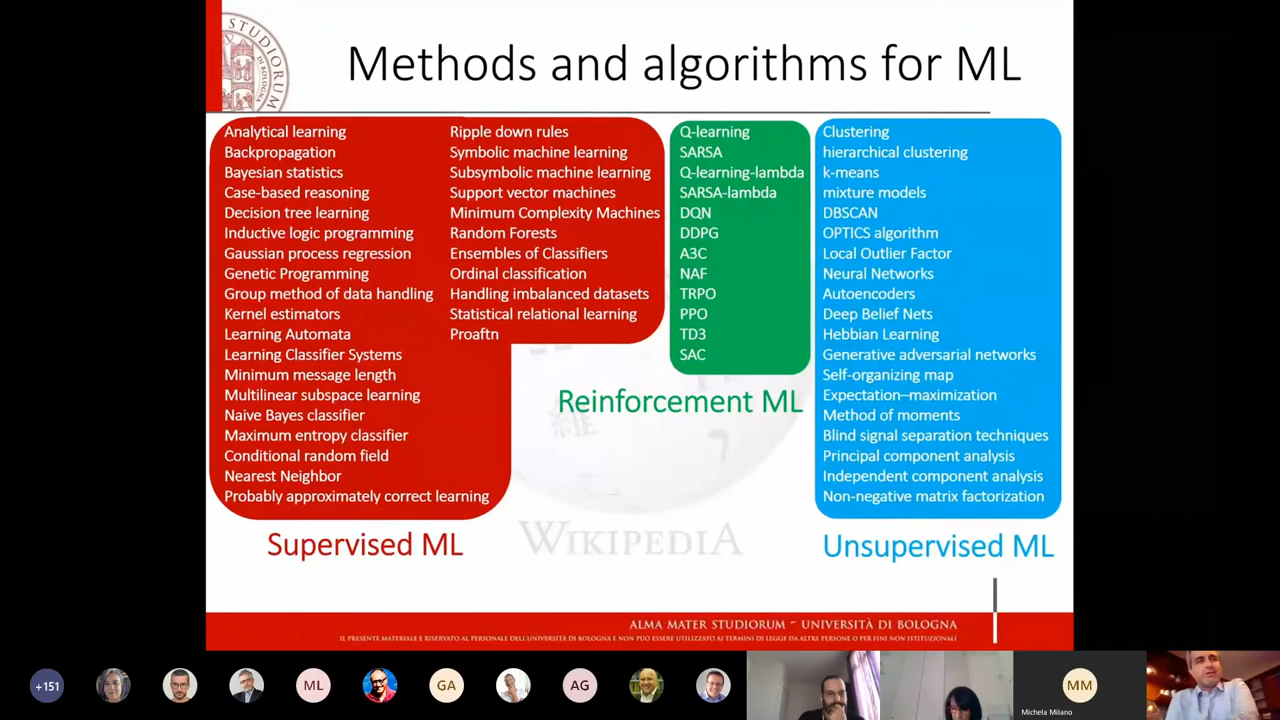 STUDIORUM
DI BOLOGNA
Methods and algorithms for ML
Analytical learning
Backpropagation
Bayesian statistics
Case-based reasoning
Decision tree learning
Inductive logic programming
Gaussian process regression
Genetic Programming
Group method of data handling
Kernel estimators
Learning Automata
Learning Classifier Systems
Minimum message length
Multilinear subspace learning
Naive Bayes classifier
Maximum entropy classifier
Conditional random field
Nearest Neighbor
Probably approximately correct learning
Ripple down rules
Symbolic machine learning
Subsymbolic machine learning
Support vector machines
Minimum Complexity Machines
Random Forests
Ensembles of Classifiers
Ordinal classification
Handling imbalanced datasets
Statistical relational learning
Proaftn
Supervised ML
Q-learning
SARSA
Q-learning-lambda
SARSA-lambda
DQN
DDPG
A3C
NAF
TRPO
PPO
TD3
SAC
Reinforcement ML
Clustering
hierarchical clustering
k-means
mixture models
DBSCAN
OPTICS algorithm
Local Outlier Factor
Neural Networks
Autoencoders
Deep Belief Nets
Hebbian Learning
Generative adversarial networks
Self-organizing map
Expectation–maximization
Method of moments
Blind signal separation techniques
Principal component analysis
Independent component analysis
Non-negative matrix factorization
Unsupervised ML
維
WIKIPEDIA
ALMA MATER STUDIORUM – UNIVERSITÀ DI BOLOGNA
IL PRESENTE MATERIALE È RISERVATO AL PERSONALE DELL'UNIVERSITÀ DI BOLOGNA E NON PUÒ ESSERE UTILIZZATO AI TERMINI DI LEGGE DA ALTRE PERSONE O PER FINI NON ISTITUZIONALI
+151
ML
GA
AG
MM
Michela Milano